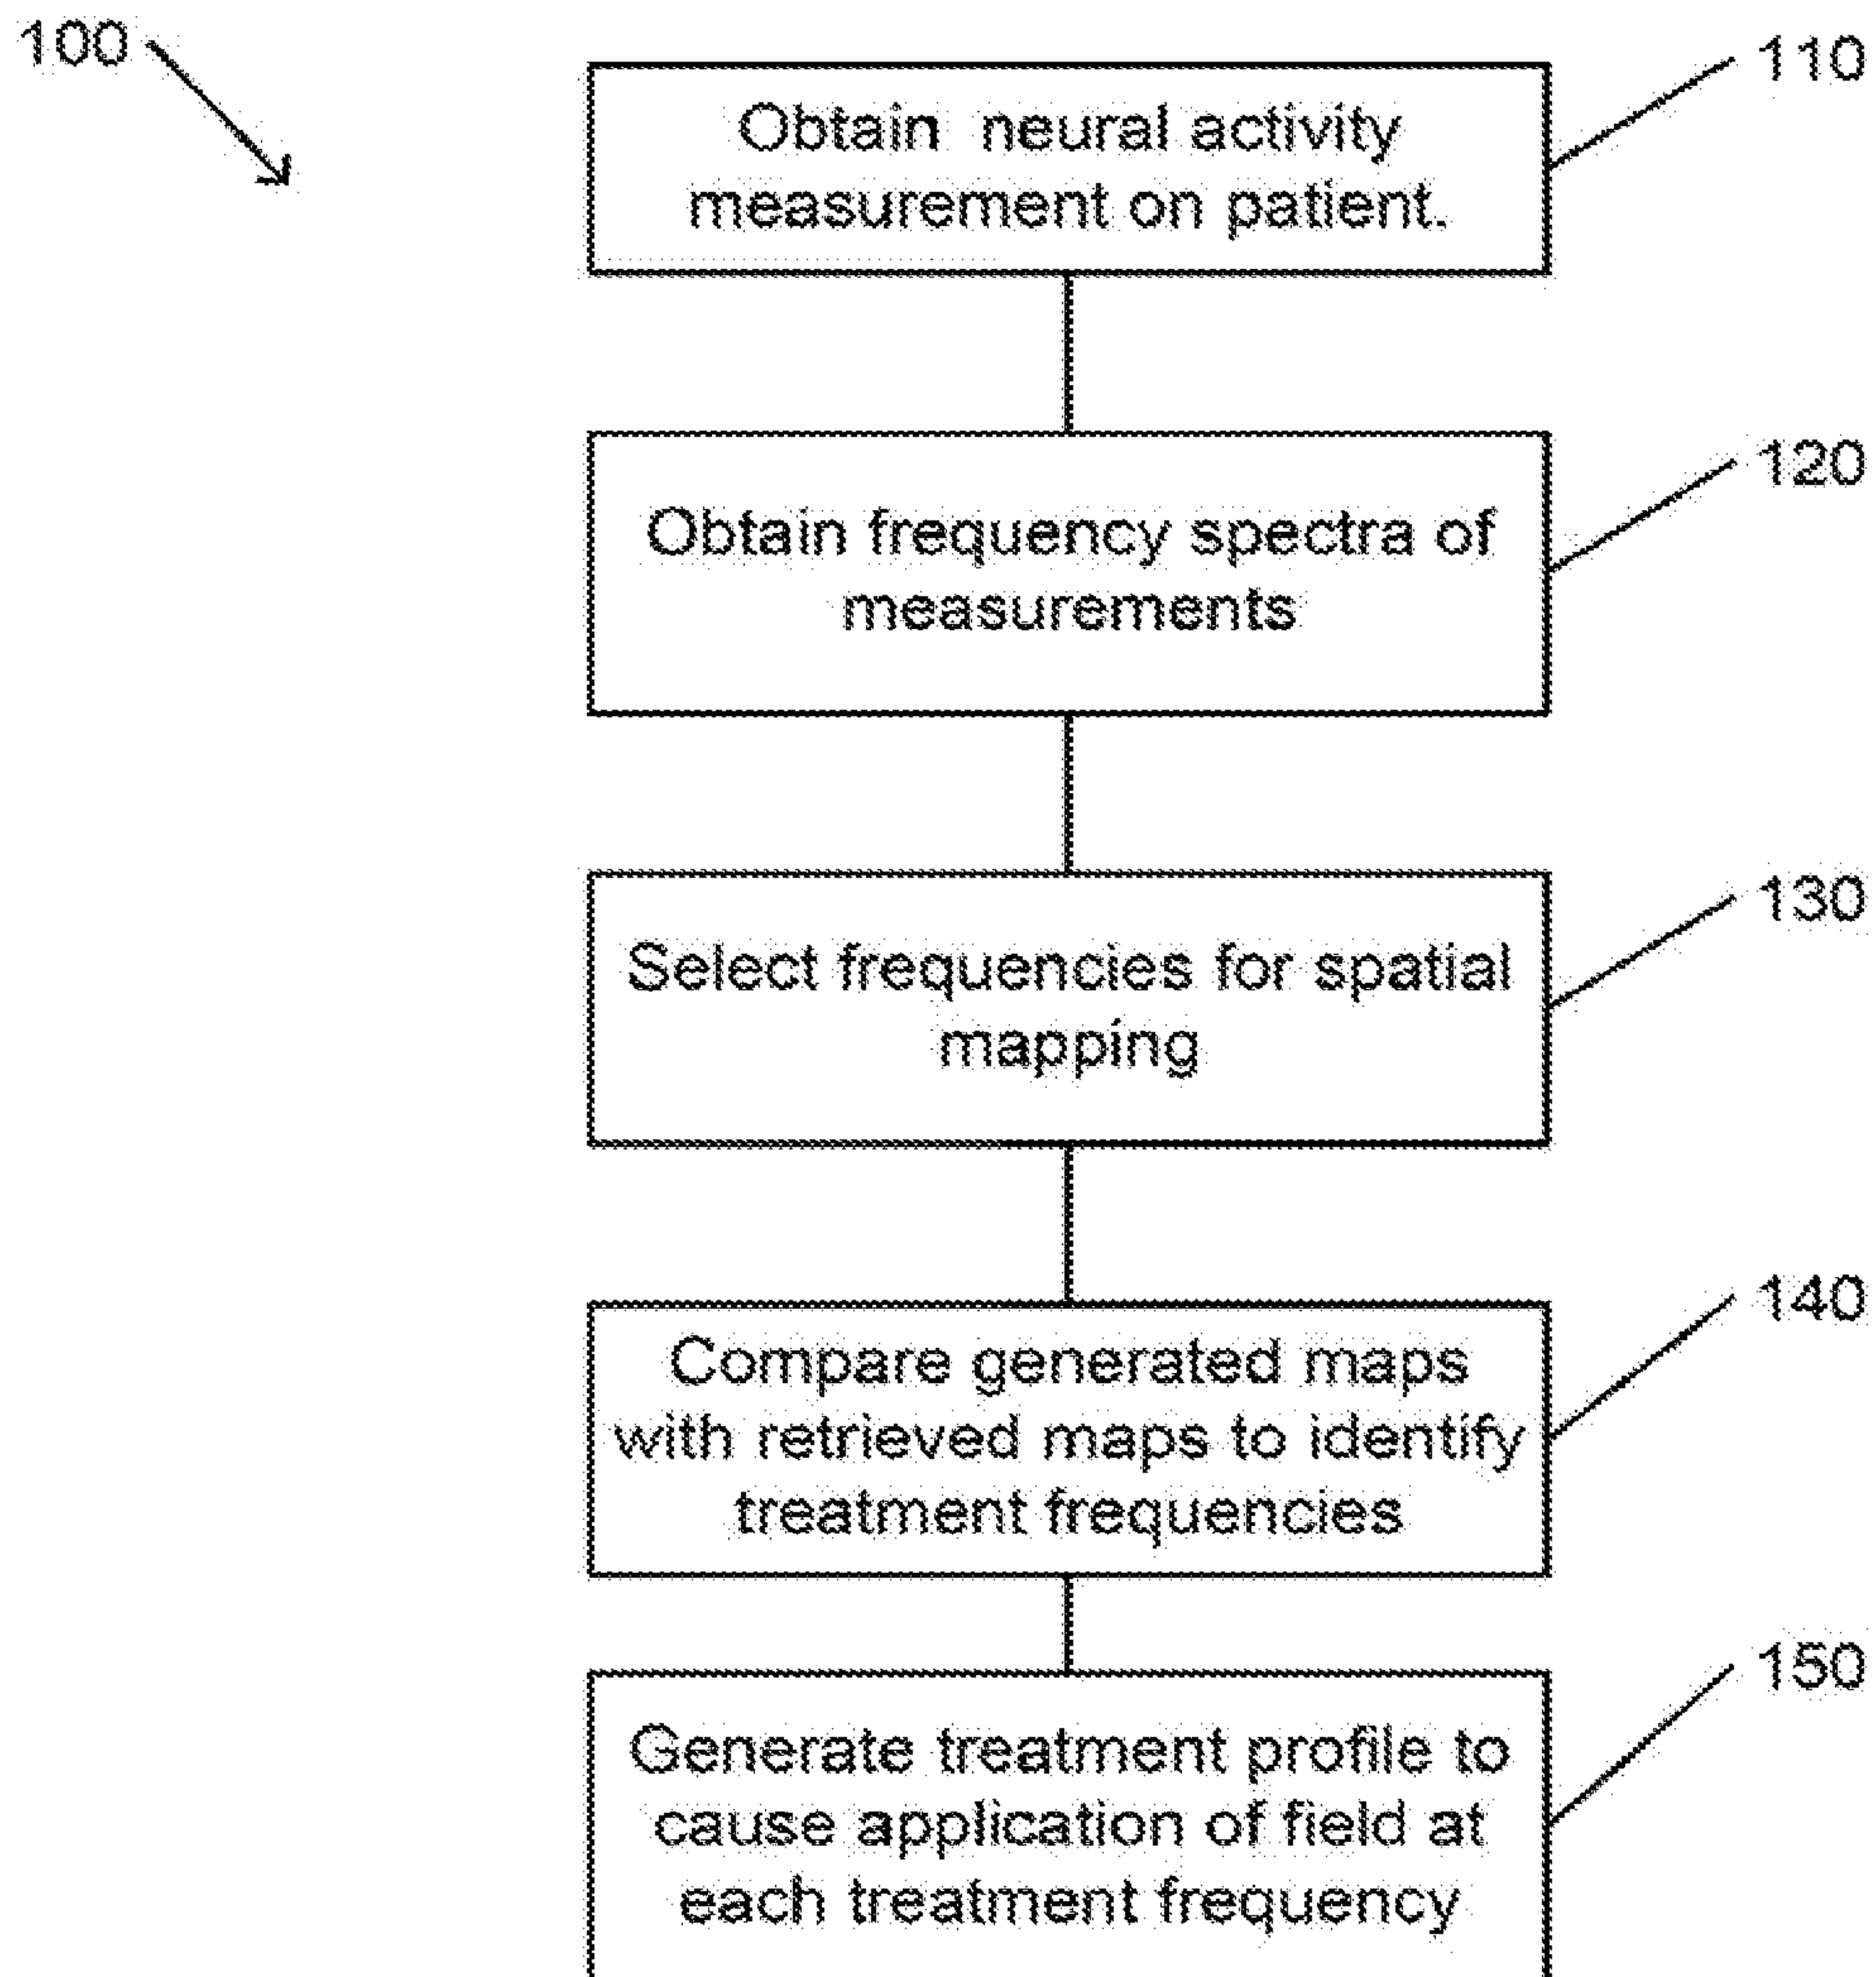 100
110
Obtain neural activity
measurement on patient.
120
Obtain frequency spectra of
measurements
130
Select frequencies for spatial
mapping
140
Compare generated maps
with retrieved maps to identify
treatment frequencies
150
Generate treatment profile to
cause application of field at
each treatment frequency